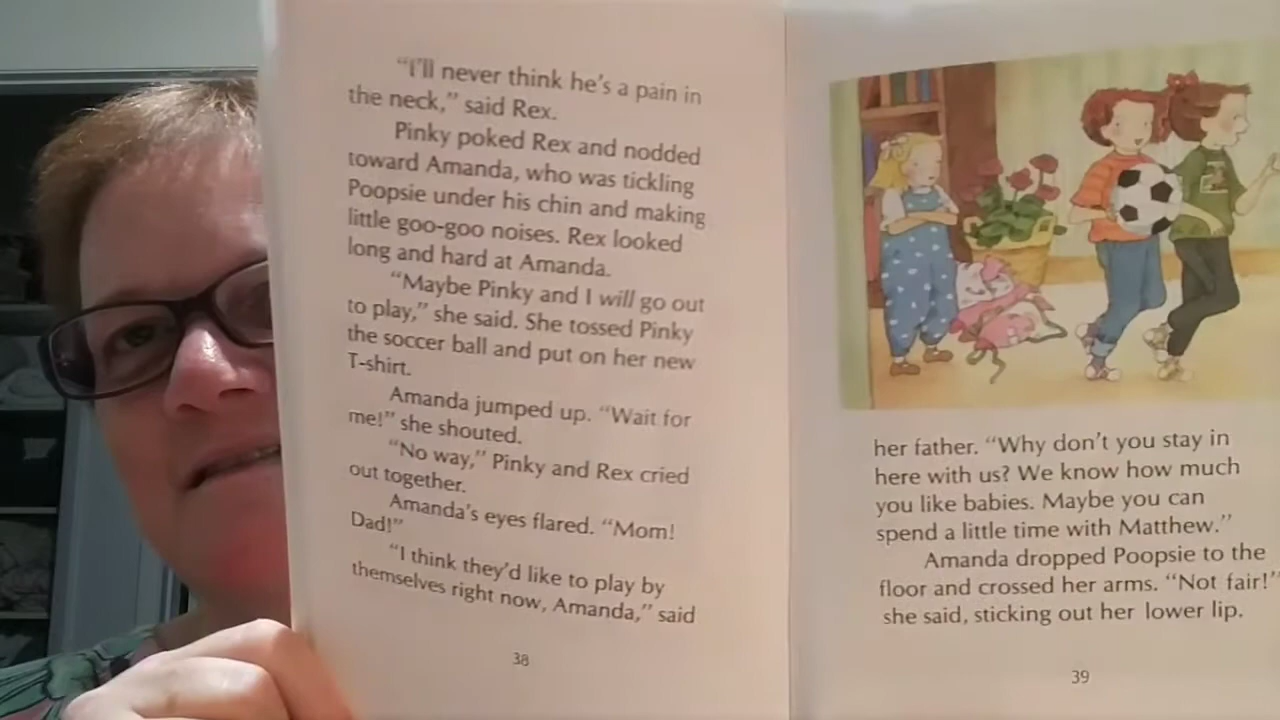 “I’ll never think he’s a pain in
the neck,” said Rex.
Pinky poked Rex and nodded
toward Amanda, who was tickling
Poopsie under his chin and making
little goo-goo noises. Rex looked
long and hard at Amanda.
“Maybe Pinky and I will go out
to play,” she said. She tossed Pinky
the soccer ball and put on her new
T-shirt.
Amanda jumped up. “Wait for
me!” she shouted.
“No way,” Pinky and Rex cried
out together.
Amanda’s eyes flared. “Mom!
Dad!”
“I think they’d like to play by
themselves right now, Amanda,” said
38
her father. “Why don’t you stay in
here with us? We know how much
you like babies. Maybe you can
spend a little time with Matthew.”
Amanda dropped Poopsie to the
floor and crossed her arms. “Not fair!”
she said, sticking out her lower lip.
39